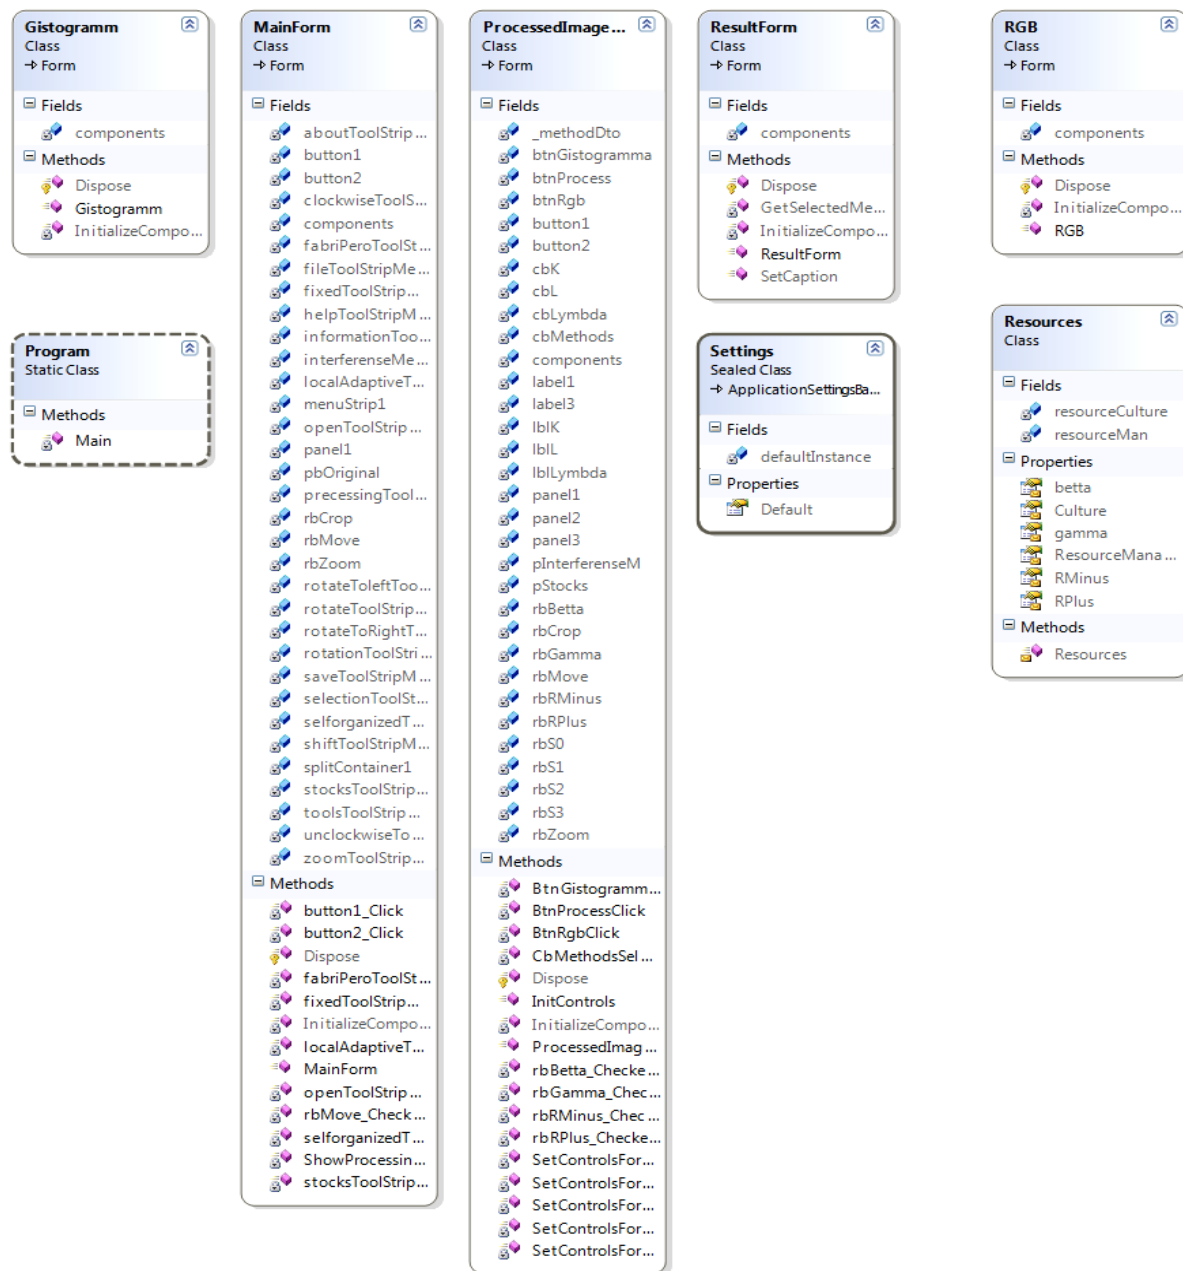 Gistogramm
Class
Form
Fields
components
Methods
Dispose
Gistogramm
InitializeCompo...
Program
Static Class
Methods
Main
MainForm
Class
Form
Fields
aboutToolStrip...
button1
button2
clockwiseToolS...
components
fabriPeroToolSt...
fileToolStripMe...
fixedToolStrip...
helpToolStripM...
informationToo...
interferenseMe...
localAdaptiveT...
menuStrip1
openToolStrip...
panel1
pbOriginal
precessingTool...
rbCrop
rbMove
rbZoom
rotateToleftToo...
rotateToolStrip...
rotateToRightT...
rotationToolStri...
saveToolStripM...
selectionToolSt...
selforganizedT...
shiftToolStripM...
splitContainer1
stocksToolStrip...
toolsToolStrip...
unclockwiseTo...
zoomToolStrip...
Methods
button1_Click
button2_Click
Dispose
fabriPeroToolSt...
fixedToolStrip...
InitializeCompo...
localAdaptiveT...
MainForm
openToolStrip...
rbMove_Check...
selforganizedT...
ShowProcessin...
stocksToolStrip...
ProcessedImage...
Class
Form
Fields
_methodDto
btnGistogramma
btnProcess
btnRgb
button1
button2
cbK
cbL
cbLymbda
cbMethods
components
label1
label3
lblK
lblL
lblLymbda
panel1
panel2
panel3
pInterferenseM
pStocks
rbBetta
rbCrop
rbGamma
rbMove
rbRMinus
rbRPlus
rbS0
rbS1
rbS2
rbS3
rbZoom
Methods
BtnGistogramm...
BtnProcessClick
BtnRgbClick
CbMethodsSel...
Dispose
InitControls
InitializeCompo...
ProcessedImag...
rbBetta_Checke...
rbGamma_Chec...
rbRMinus_Chec...
rbRPlus_Checke...
SetControlsFor...
SetControlsFor...
SetControlsFor...
SetControlsFor...
SetControlsFor...
ResultForm
Class
Form
Fields
components
Methods
Dispose
GetSelectedMe...
InitializeCompo...
ResultForm
SetCaption
Settings
Sealed Class
ApplicationSettingsBa...
Fields
defaultInstance
Properties
Default
RGB
Class
Form
Fields
components
Methods
Dispose
InitializeCompo...
RGB
Resources
Class
Fields
resourceCulture
resourceMan
Properties
betta
Culture
gamma
ResourceMana...
RMinus
RPlus
Methods
Resources